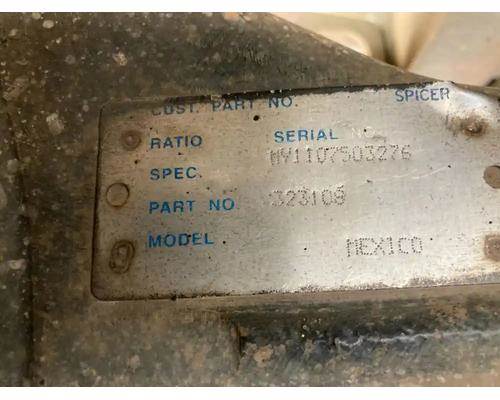 CUST. PART NO. SPICER
RATIO SERIAL NO.
SPEC. MY1107503276
PART NO. 323108
MODEL MEXICO